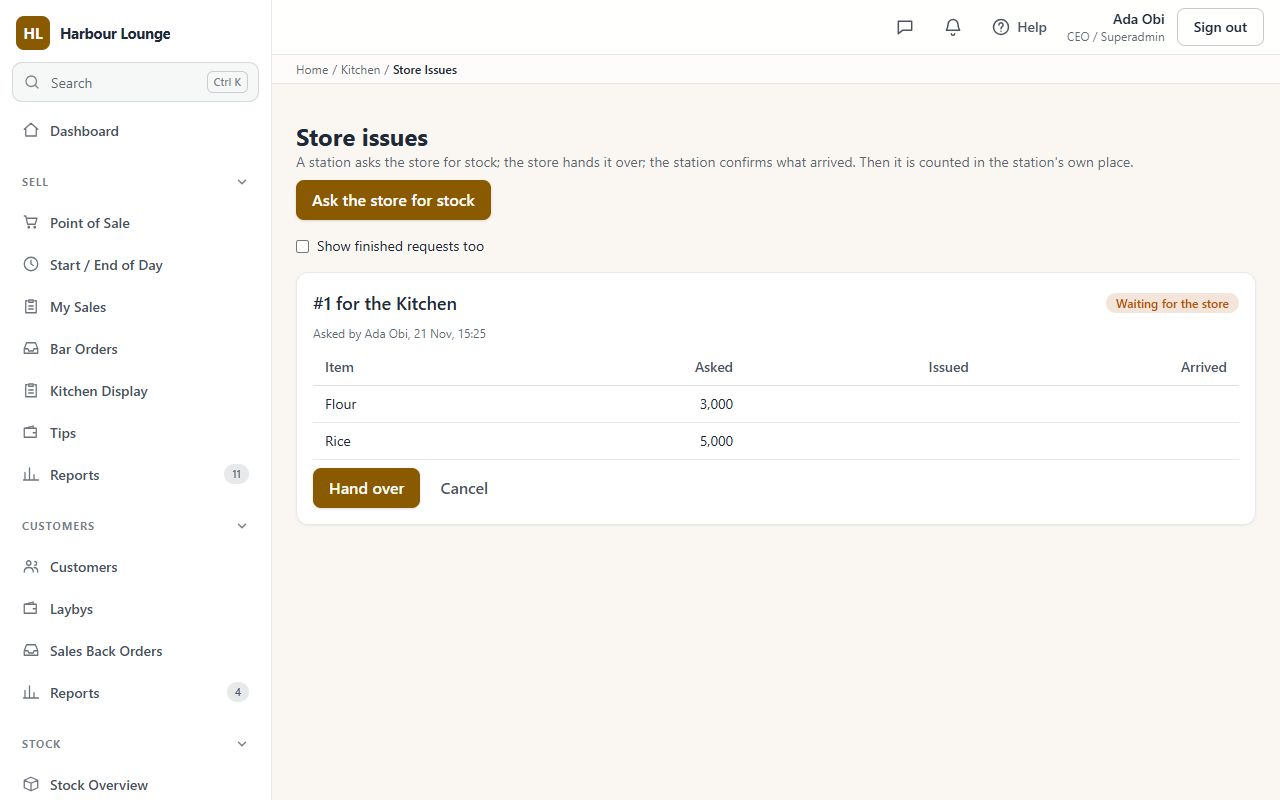 HL Harbour Lounge
Search Ctrl K
Dashboard
SELL
Point of Sale
Start / End of Day
My Sales
Bar Orders
Kitchen Display
Tips
Reports 11
CUSTOMERS
Customers
Laybys
Sales Back Orders
Reports 4
STOCK
Stock Overview
Help
Ada Obi
CEO / Superadmin
Sign out
Home / Kitchen / Store Issues
Store issues
A station asks the store for stock; the store hands it over; the station confirms what arrived. Then it is counted in the station's own place.
Ask the store for stock
Show finished requests too
#1 for the Kitchen Waiting for the store
Asked by Ada Obi, 21 Nov, 15:25
Item Asked Issued Arrived
Flour 3,000
Rice 5,000
Hand over Cancel